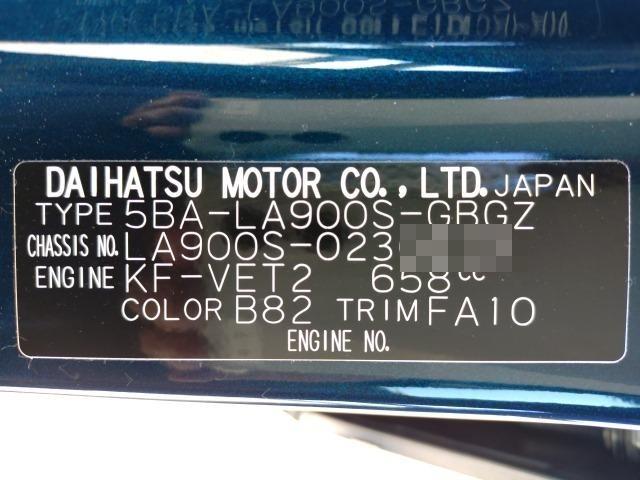 DAIHATSU MOTOR CO., LTD. JAPAN
TYPE 5BA-LA900S-GBGZ
CHASSIS NO. LA900S-023
ENGINE KF-VET2 658cc
COLOR B82 TRIM FA10
ENGINE NO.